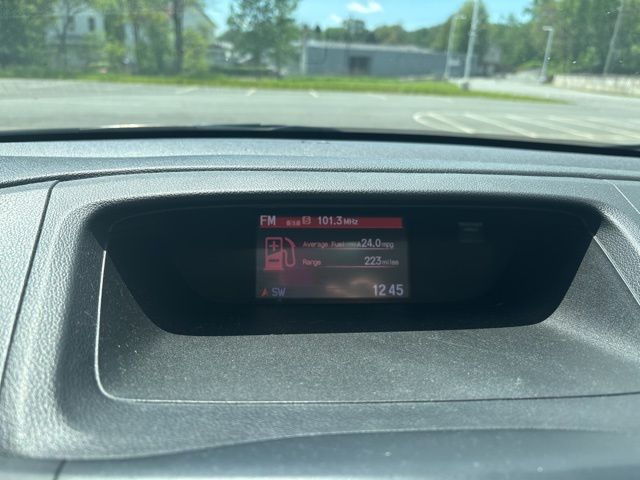 FM 101.3 MHz
Average Fuel A 24.0 mpg
Range 223 miles
SW 12 45